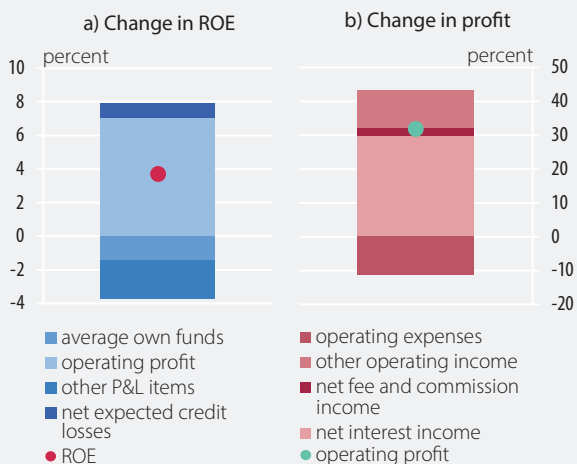 a) Change in ROE
percent
10
8
6
4
2
0
-2
-4
average own funds
operating profit
other P&L items
net expected credit
losses
ROE
b) Change in profit
percent
50
40
30
20
10
0
-10
-20
operating expenses
other operating income
net fee and commission
income
net interest income
operating profit